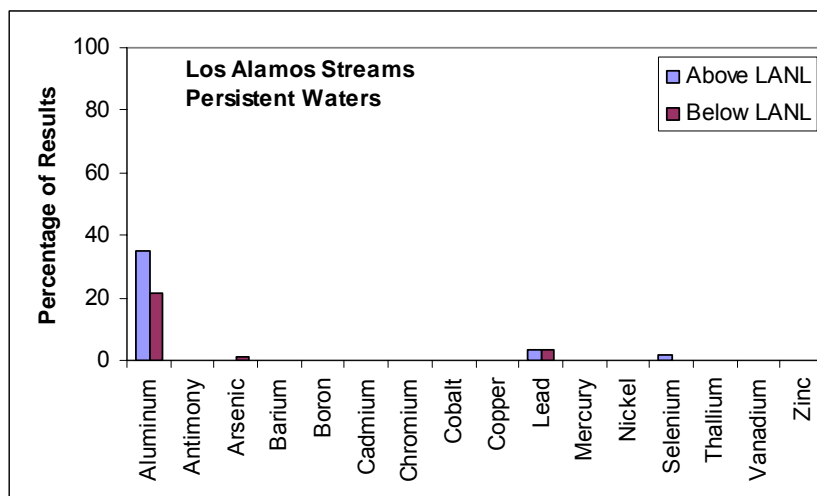 Los Alamos Streams
Persistent Waters
Above LANL
Below LANL
Percentage of Results
100
80
60
40
20
0
Aluminum
Antimony
Arsenic
Barium
Boron
Cadmium
Chromium
Cobalt
Copper
Lead
Mercury
Nickel
Selenium
Thallium
Vanadium
Zinc